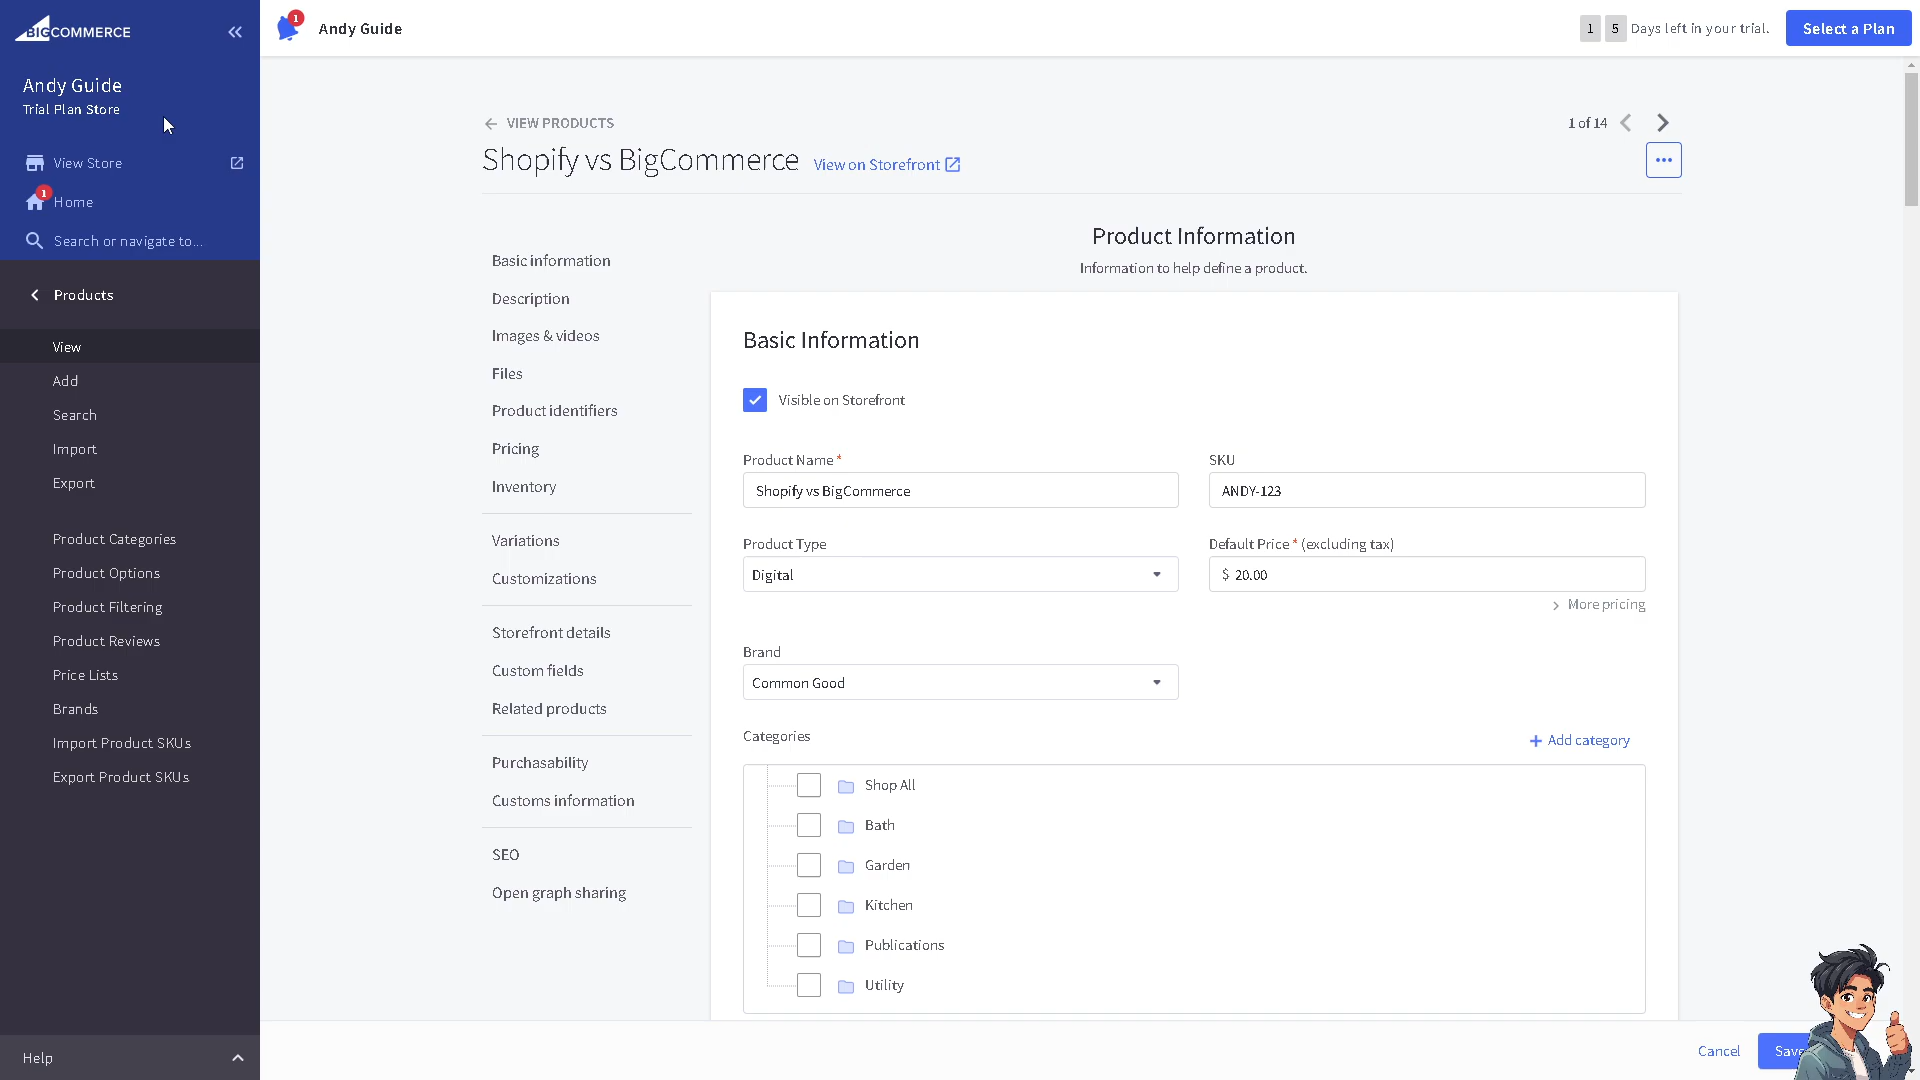 BIGCOMMERCE
Andy Guide
Trial Plan Store
View Store
1
Home
Search or navigate to...
Products
View
Add
Search
Import
Export
Product Categories
Product Options
Product Filtering
Product Reviews
Price Lists
Brands
Import Product SKUs
Export Product SKUs
Help
1
Andy Guide
1 5 Days left in your trial.
Select a Plan
VIEW PRODUCTS
1 of 14
Shopify vs BigCommerce
View on Storefront
Basic information
Description
Images & videos
Files
Product identifiers
Pricing
Inventory
Variations
Customizations
Storefront details
Custom fields
Related products
Purchasability
Customs information
SEO
Open graph sharing
Product Information
Information to help define a product.
Basic Information
Visible on Storefront
Product Name *
Shopify vs BigCommerce
SKU
ANDY-123
Product Type
Digital
Default Price * (excluding tax)
$ 20.00
More pricing
Brand
Common Good
Categories
Add category
Shop All
Bath
Garden
Kitchen
Publications
Utility
Cancel
Save